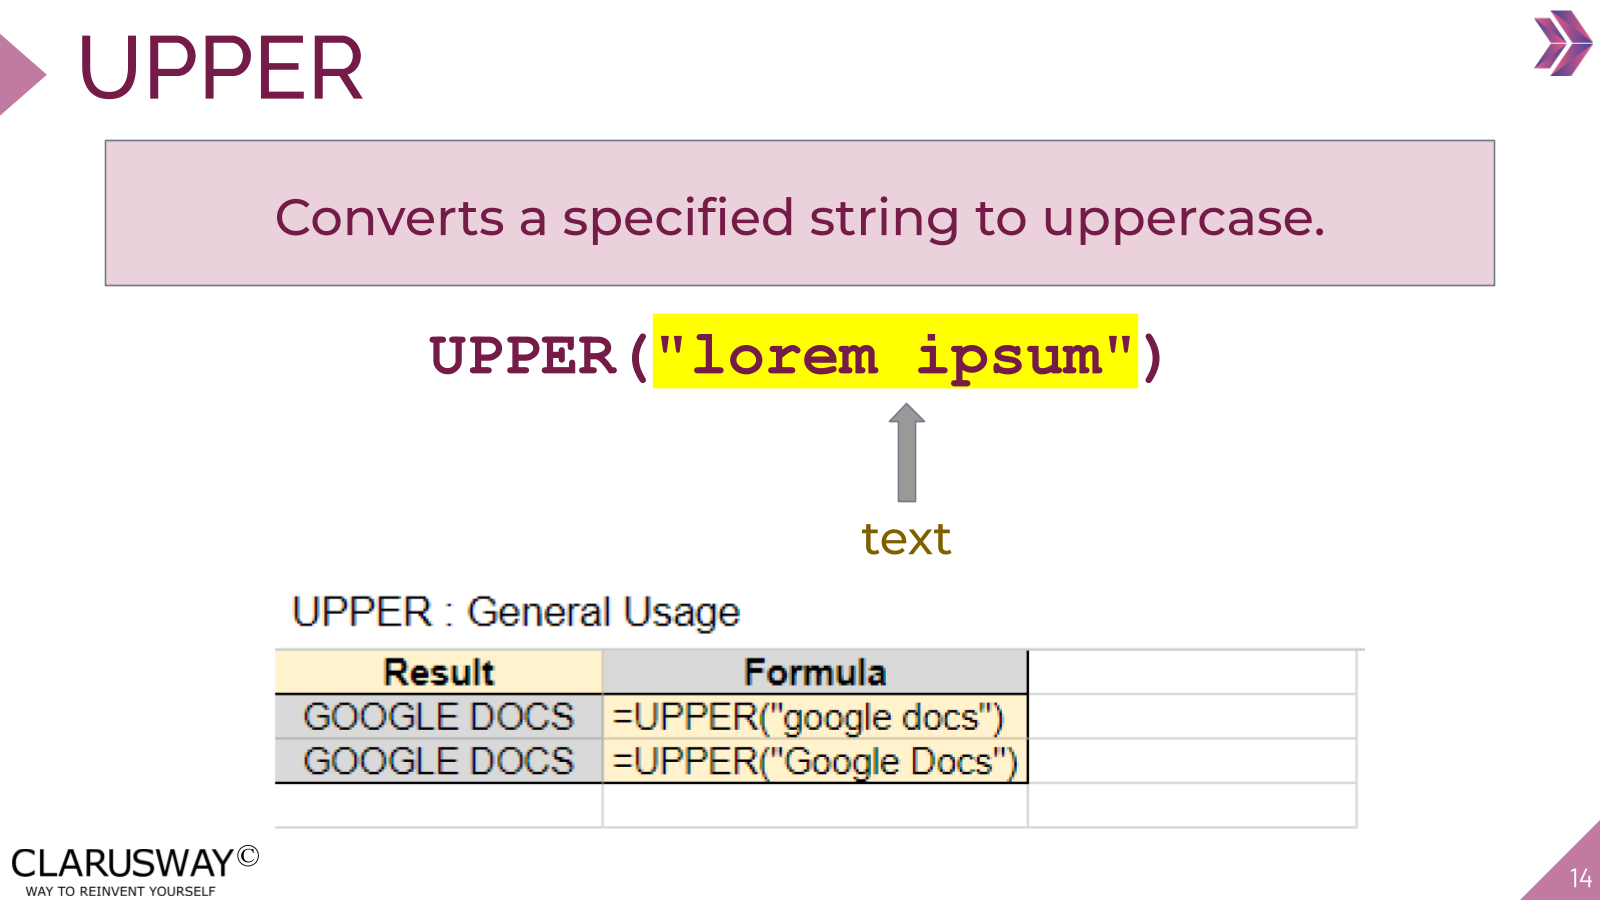 UPPER
Converts a specified string to uppercase.
UPPER("lorem ipsum")
text
UPPER : General Usage
Result Formula
GOOGLE DOCS =UPPER("google docs")
GOOGLE DOCS =UPPER("Google Docs")
CLARUSWAY©
WAY TO REINVENT YOURSELF
14